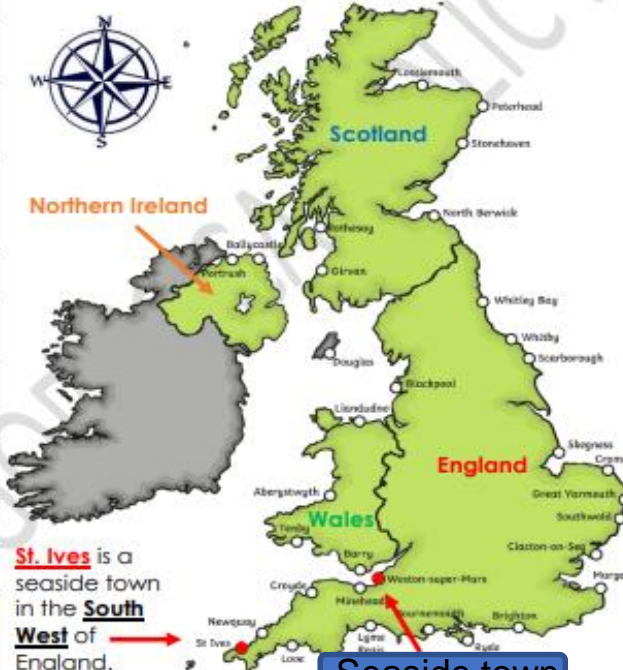 N
W
E
S
Lossiemouth
Peterhead
Scotland
Stonehaven
Northern Ireland
North Berwick
Rothesay
Ballycastle
Portrush
Girvan
Whitley Bay
Whitby
Scarborough
Douglas
Blackpool
Llandudno
Skegness
England
Aberystwyth
Great Yarmouth
Southwold
Wales
Tenby
Clacton-on-Sea
Barry
St. Ives is a
seaside town
in the South
West of
England.
Weston-super-Mare
Croyde
Minehead
Newquay
Bournemouth
Brighton
St Ives
Lyme
Regis
Looe
Ryde
Seaside town